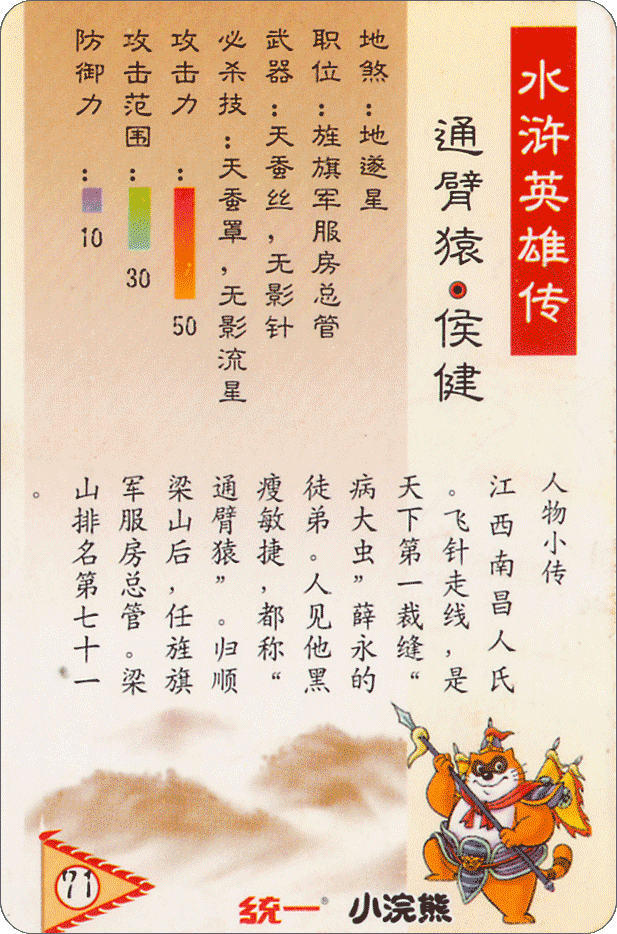 水浒英雄传
通臂猿·侯健
地煞：地遂星
职位：旌旗军服房总管
武器：天蚕丝，无影针
必杀技：天蚕罩，无影流星
攻击力：
50
攻击范围：
30
防御力：
10
人物小传
江西南昌人氏
。飞针走线，是
天下第一裁缝“
病大虫”薛永的
徒弟。人见他黑
瘦敏捷，都称“
通臂猿”。归顺
梁山后，任旌旗
军服房总管。梁
山排名第七十一
。
71
统一® 小浣熊